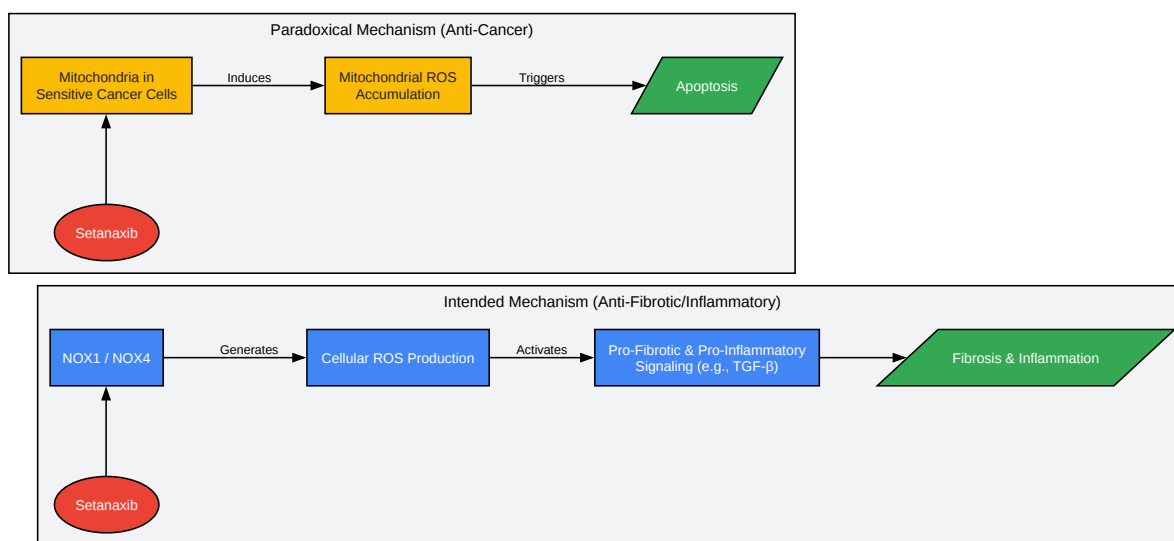 Paradoxical Mechanism (Anti-Cancer)
Mitochondria in
Sensitive Cancer Cells
Induces
Mitochondrial ROS
Accumulation
Triggers
Apoptosis
Setanaxib
Intended Mechanism (Anti-Fibrotic/Inflammatory)
NOX1 / NOX4
Generates
Cellular ROS Production
Activates
Pro-Fibrotic & Pro-Inflammatory
Signaling (e.g., TGF-β)
Fibrosis & Inflammation
Setanaxib